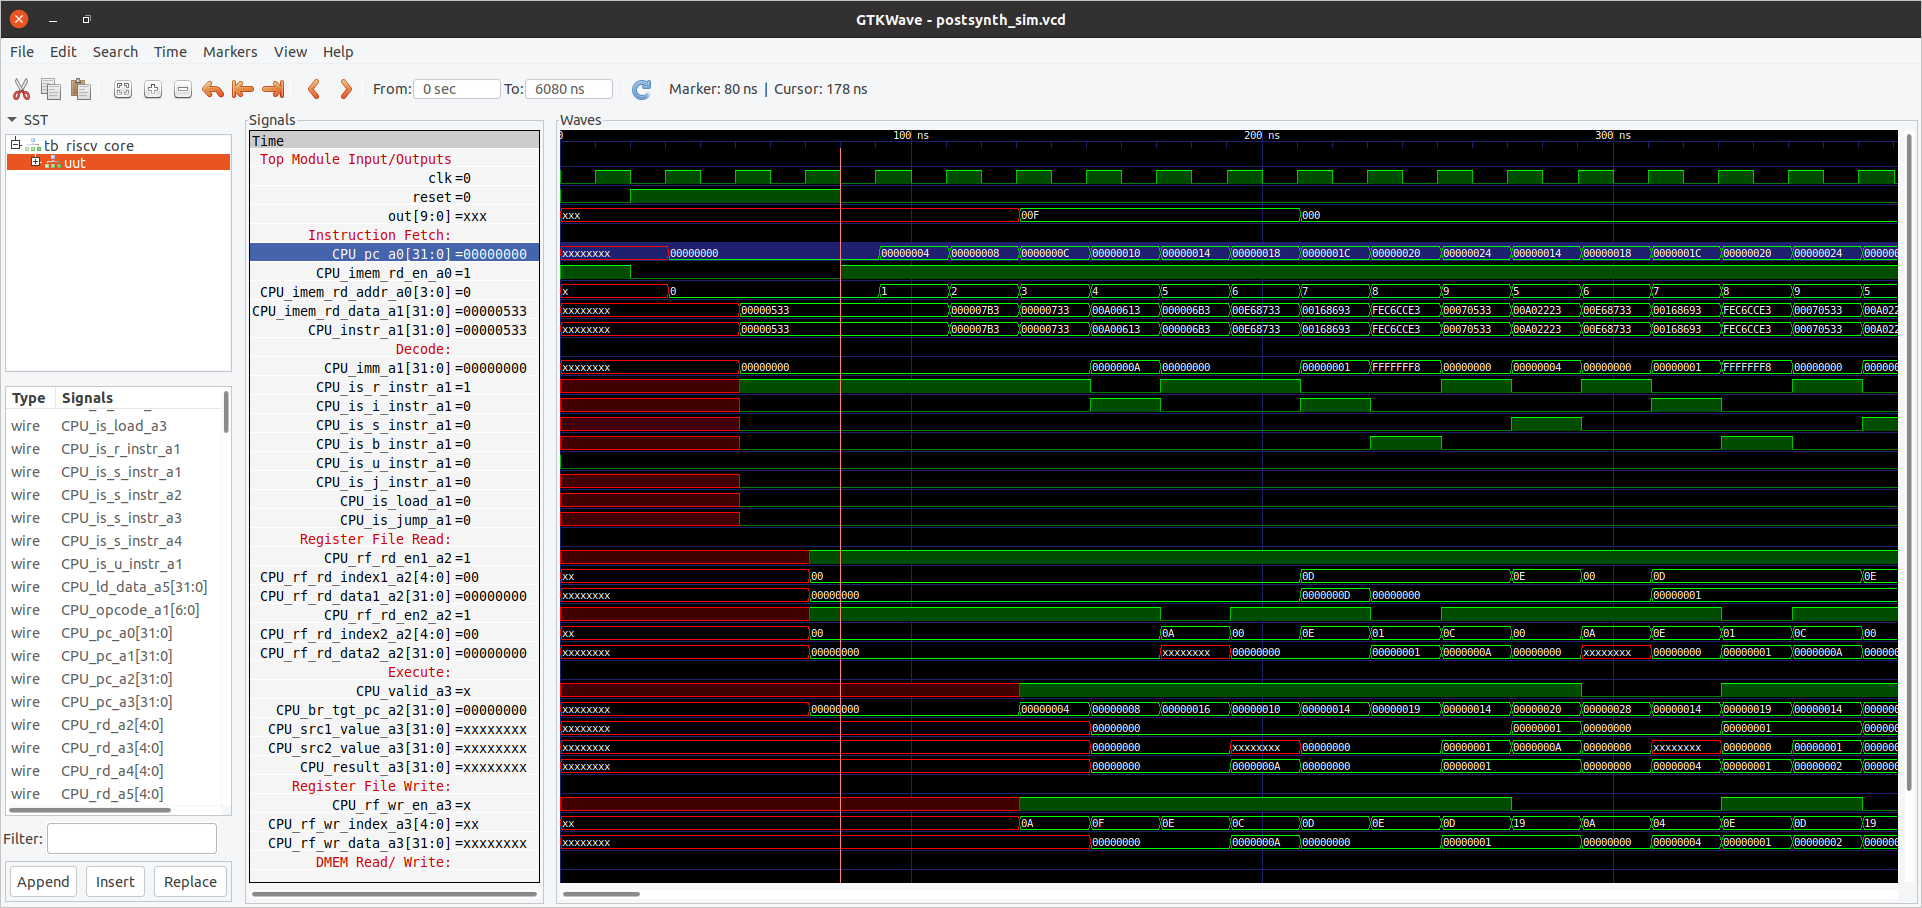 GTKWave - postsynth_sim.vcd
File Edit Search Time Markers View Help
From: 0 sec To: 6080 ns Marker: 80 ns | Cursor: 178 ns
SST
tb_riscv_core
uut
Type Signals
wire CPU_is_load_a3
wire CPU_is_r_instr_a1
wire CPU_is_s_instr_a1
wire CPU_is_s_instr_a2
wire CPU_is_s_instr_a3
wire CPU_is_s_instr_a4
wire CPU_is_u_instr_a1
wire CPU_ld_data_a5[31:0]
wire CPU_opcode_a1[6:0]
wire CPU_pc_a0[31:0]
wire CPU_pc_a1[31:0]
wire CPU_pc_a2[31:0]
wire CPU_pc_a3[31:0]
wire CPU_rd_a2[4:0]
wire CPU_rd_a3[4:0]
wire CPU_rd_a4[4:0]
wire CPU_rd_a5[4:0]
Filter:
Append Insert Replace
Signals
Time
Top Module Input/Outputs
clk=0
reset=0
out[9:0]=xxx
Instruction Fetch:
CPU_pc_a0[31:0]=00000000
CPU_imem_rd_en_a0=1
CPU_imem_rd_addr_a0[3:0]=0
CPU_imem_rd_data_a1[31:0]=00000533
CPU_instr_a1[31:0]=00000533
Decode:
CPU_imm_a1[31:0]=00000000
CPU_is_r_instr_a1=1
CPU_is_i_instr_a1=0
CPU_is_s_instr_a1=0
CPU_is_b_instr_a1=0
CPU_is_u_instr_a1=0
CPU_is_j_instr_a1=0
CPU_is_load_a1=0
CPU_is_jump_a1=0
Register File Read:
CPU_rf_rd_en1_a2=1
CPU_rf_rd_index1_a2[4:0]=00
CPU_rf_rd_data1_a2[31:0]=00000000
CPU_rf_rd_en2_a2=1
CPU_rf_rd_index2_a2[4:0]=00
CPU_rf_rd_data2_a2[31:0]=00000000
Execute:
CPU_valid_a3=x
CPU_br_tgt_pc_a2[31:0]=00000000
CPU_src1_value_a3[31:0]=xxxxxxxx
CPU_src2_value_a3[31:0]=xxxxxxxx
CPU_result_a3[31:0]=xxxxxxxx
Register File Write:
CPU_rf_wr_en_a3=x
CPU_rf_wr_index_a3[4:0]=xx
CPU_rf_wr_data_a3[31:0]=xxxxxxxx
DMEM Read/ Write:
Waves
0 100 ns 200 ns 300 ns
xxx 00F 000
xxxxxxxx 00000000 00000004 00000008 0000000C 00000010 00000014 00000018 0000001C 00000020 00000024 00000014 00000018 0000001C 00000020 00000024 00000
x 0 1 2 3 4 5 6 7 8 9 5 6 7 8 9 5
xxxxxxxx 00000533 000007B3 00000733 00A00613 000006B3 00E68733 00168693 FEC6CCE3 00070533 00A02223 00E68733 00168693 FEC6CCE3 00070533 00A022
xxxxxxxx 00000533 000007B3 00000733 00A00613 000006B3 00E68733 00168693 FEC6CCE3 00070533 00A02223 00E68733 00168693 FEC6CCE3 00070533 00A022
xxxxxxxx 00000000 0000000A 00000000 00000001 FFFFFFF8 00000000 00000004 00000000 00000001 FFFFFFF8 00000000 00000
xx 00 0D 0E 00 0D 0E
xxxxxxxx 00000000 0000000D 00000000 00000001
xx 00 0A 00 0E 01 0C 00 0A 0E 01 0C 00
xxxxxxxx 00000000 xxxxxxxx 00000000 00000001 0000000A 00000000 xxxxxxxx 00000000 00000001 0000000A 00000
xxxxxxxx 00000000 00000004 00000008 00000016 00000010 00000014 00000019 00000014 00000020 00000028 00000014 00000019 00000014 00000
xxxxxxxx 00000000 00000001 00000000 00000001 00000
xxxxxxxx 00000000 xxxxxxxx 00000000 00000001 0000000A 00000000 xxxxxxxx 00000000 00000001 00000
xxxxxxxx 00000000 0000000A 00000000 00000001 00000000 00000004 00000001 00000002 00000
xx 0A 0F 0E 0C 0D 0E 0D 19 0A 04 0E 0D 19
xxxxxxxx 00000000 0000000A 00000000 00000001 00000000 00000004 00000001 00000002 00000